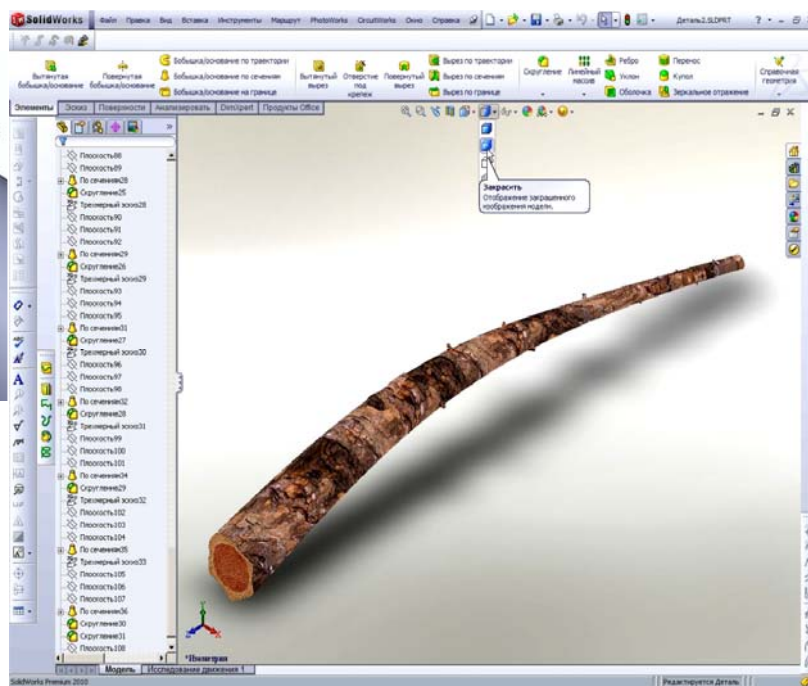 SolidWorks
Файл Правка Вид Вставка Инструменты Маршрут PhotoWorks CircuitWorks Окно Справка
Деталь2.SLDPRT
Вытянутая бобышка/основание
Повернутая бобышка/основание
Бобышка/основание по траектории
Бобышка/основание по сечениям
Бобышка/основание на границе
Вытянутый вырез
Отверстие под крепеж
Повернутый вырез
Вырез по траектории
Вырез по сечениям
Вырез по границе
Скругление
Линейный массив
Ребро
Уклон
Оболочка
Перенос
Купол
Зеркальное отражение
Справочная геометрия
Элементы Эскиз Поверхности Анализировать DimXpert Продукты Office
Закрасить
Отображение закрашенного изображения модели.
Плоскость88
Плоскость89
По сечениям28
Скругление25
Трехмерный эскиз28
Плоскость90
Плоскость91
Плоскость92
По сечениям29
Скругление26
Трехмерный эскиз29
Плоскость93
Плоскость94
Плоскость95
По сечениям31
Скругление27
Трехмерный эскиз30
Плоскость96
Плоскость97
Плоскость98
По сечениям32
Скругление28
Трехмерный эскиз31
Плоскость99
Плоскость100
Плоскость101
По сечениям34
Скругление29
Трехмерный эскиз32
Плоскость102
Плоскость103
Плоскость104
По сечениям35
Трехмерный эскиз33
Плоскость105
Плоскость106
Плоскость107
По сечениям36
Скругление30
Скругление31
Плоскость108
*Изометрия
Модель Исследование движения 1
SolidWorks Premium 2010
Редактируется Деталь